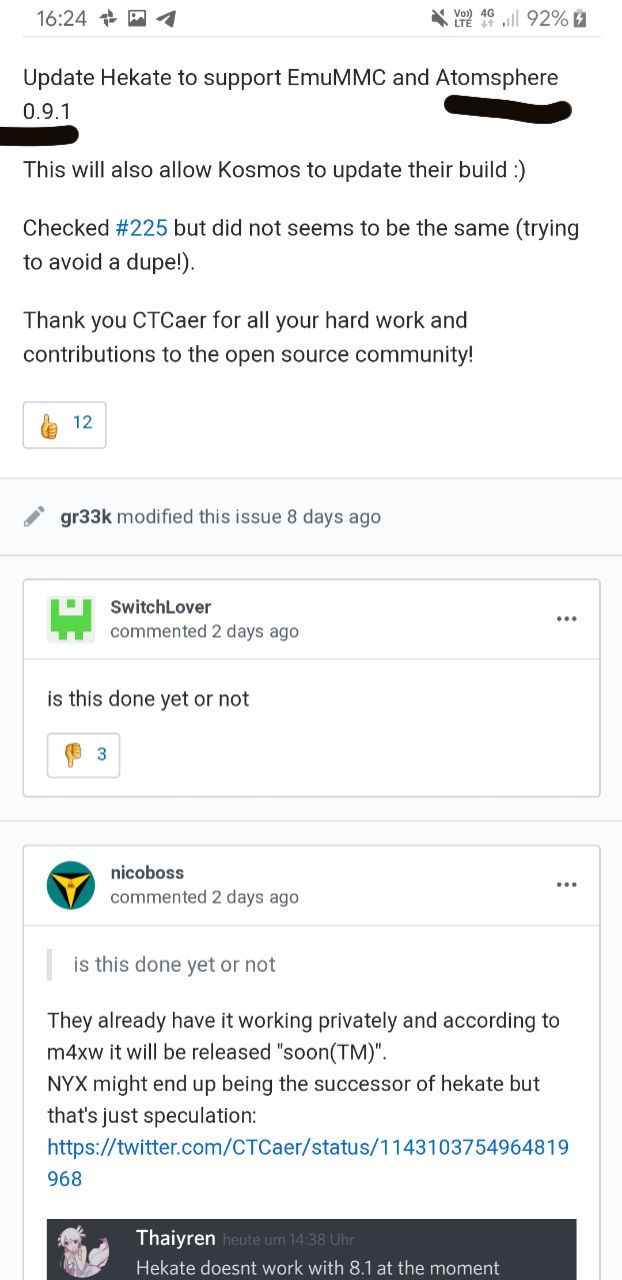 16:24 Vo)) LTE 4G 92%
Update Hekate to support EmuMMC and Atomsphere
0.9.1
This will also allow Kosmos to update their build :)
Checked #225 but did not seems to be the same (trying
to avoid a dupe!).
Thank you CTCaer for all your hard work and
contributions to the open source community!
👍 12
gr33k modified this issue 8 days ago
SwitchLover
commented 2 days ago
is this done yet or not
👎 3
nicoboss
commented 2 days ago
is this done yet or not
They already have it working privately and according to
m4xw it will be released "soon(TM)".
NYX might end up being the successor of hekate but
that's just speculation:
https://twitter.com/CTCaer/status/1143103754964819
968
Thaiyren heute um 14:38 Uhr
Hekate doesnt work with 8.1 at the moment